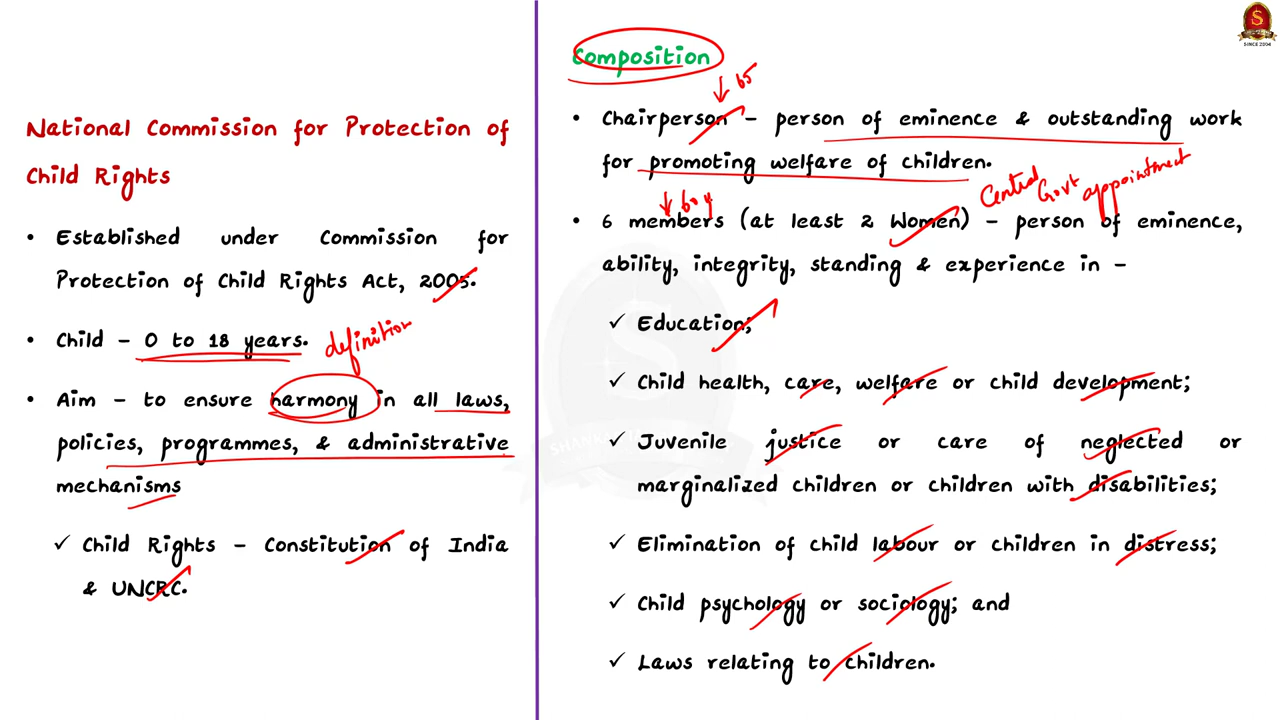 National Commission for Protection of
Child Rights
• Established under Commission for
Protection of Child Rights Act, 2005.
• Child – 0 to 18 years.
definition
• Aim – to ensure harmony in all laws,
policies, programmes, & administrative
mechanisms
✓ Child Rights – Constitution of India
& UNCRC.
Composition
↓ 65
• Chairperson – person of eminence & outstanding work
for promoting welfare of children.
Central Govt appointment
↓ 60y
• 6 members (at least 2 Women) – person of eminence,
ability, integrity, standing & experience in –
✓ Education;
✓ Child health, care, welfare or child development;
✓ Juvenile justice or care of neglected or
marginalized children or children with disabilities;
✓ Elimination of child labour or children in distress;
✓ Child psychology or sociology; and
✓ Laws relating to children.
SINCE 2004